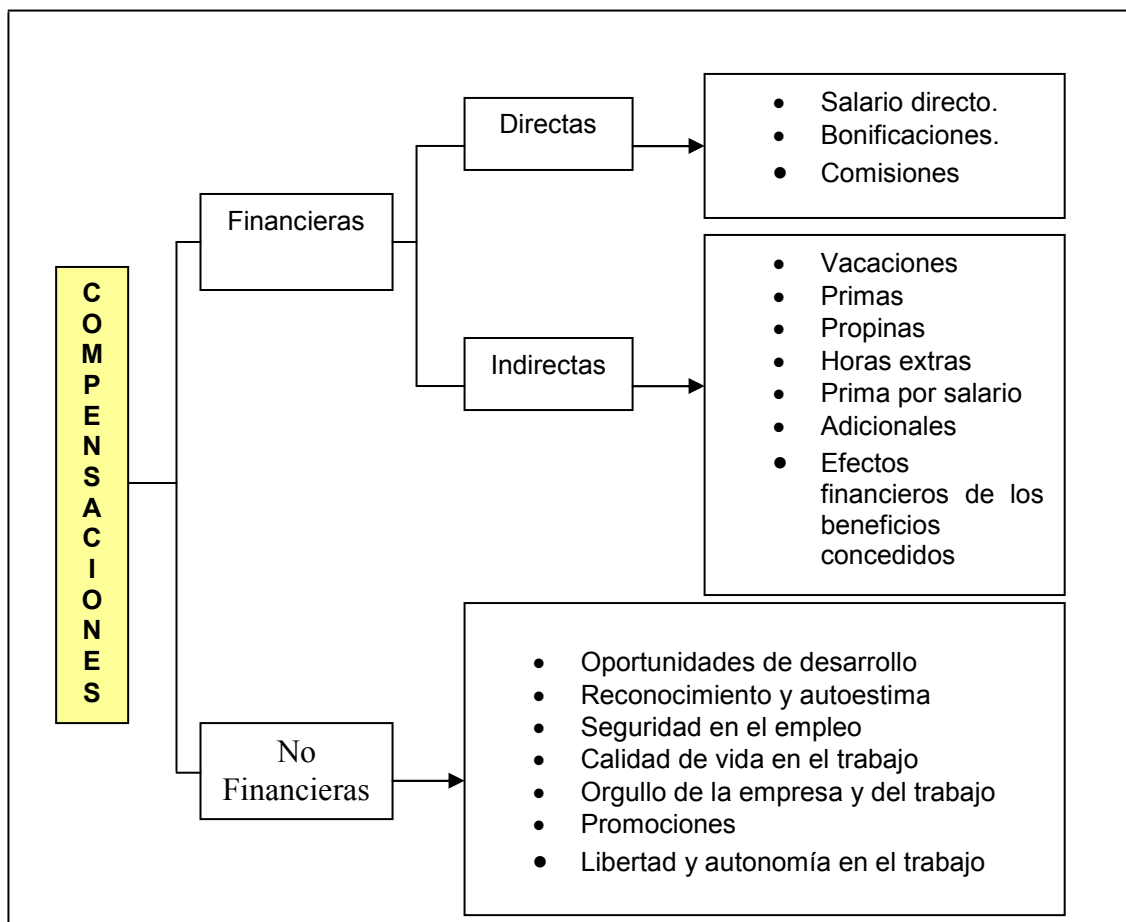 COMPENSACIONES
Financieras
Directas
• Salario directo.
• Bonificaciones.
• Comisiones
Indirectas
• Vacaciones
• Primas
• Propinas
• Horas extras
• Prima por salario
• Adicionales
• Efectos
financieros de los
beneficios
concedidos
No
Financieras
• Oportunidades de desarrollo
• Reconocimiento y autoestima
• Seguridad en el empleo
• Calidad de vida en el trabajo
• Orgullo de la empresa y del trabajo
• Promociones
• Libertad y autonomía en el trabajo